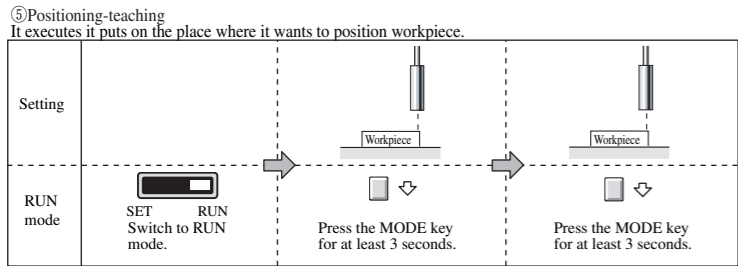 ⑤Positioning-teaching
It executes it puts on the place where it wants to position workpiece.
Setting
Workpiece
Workpiece
RUN
mode
SET RUN
Switch to RUN
mode.
Press the MODE key
for at least 3 seconds.
Press the MODE key
for at least 3 seconds.